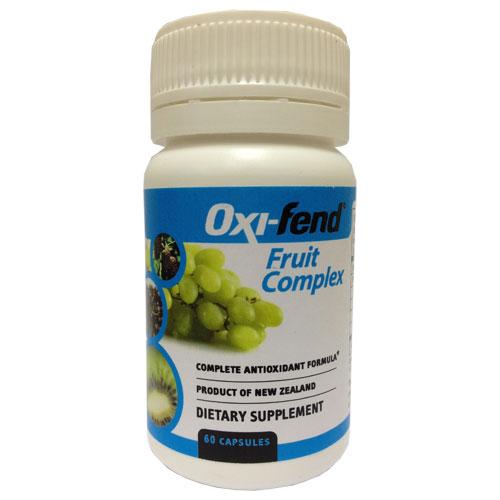 Oxi-fend®
Fruit
Complex
COMPLETE ANTIOXIDANT FORMULA
PRODUCT OF NEW ZEALAND
DIETARY SUPPLEMENT
60 CAPSULES